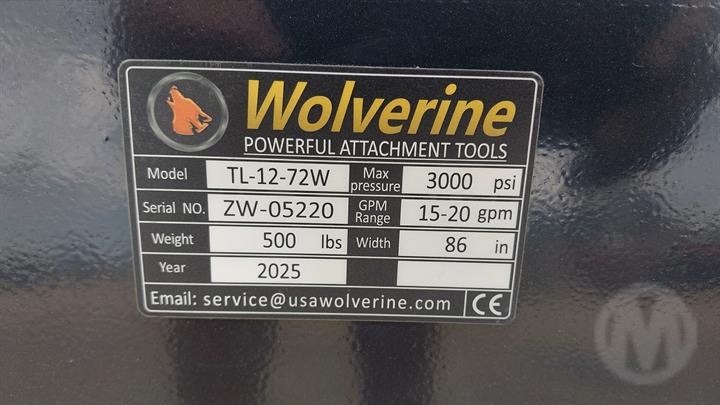 Wolverine
POWERFUL ATTACHMENT TOOLS
Model TL-12-72W Max pressure 3000 psi
Serial NO. ZW-05220 GPM Range 15-20 gpm
Weight 500 lbs Width 86 in
Year 2025
Email: service@usawolverine.com CE
M